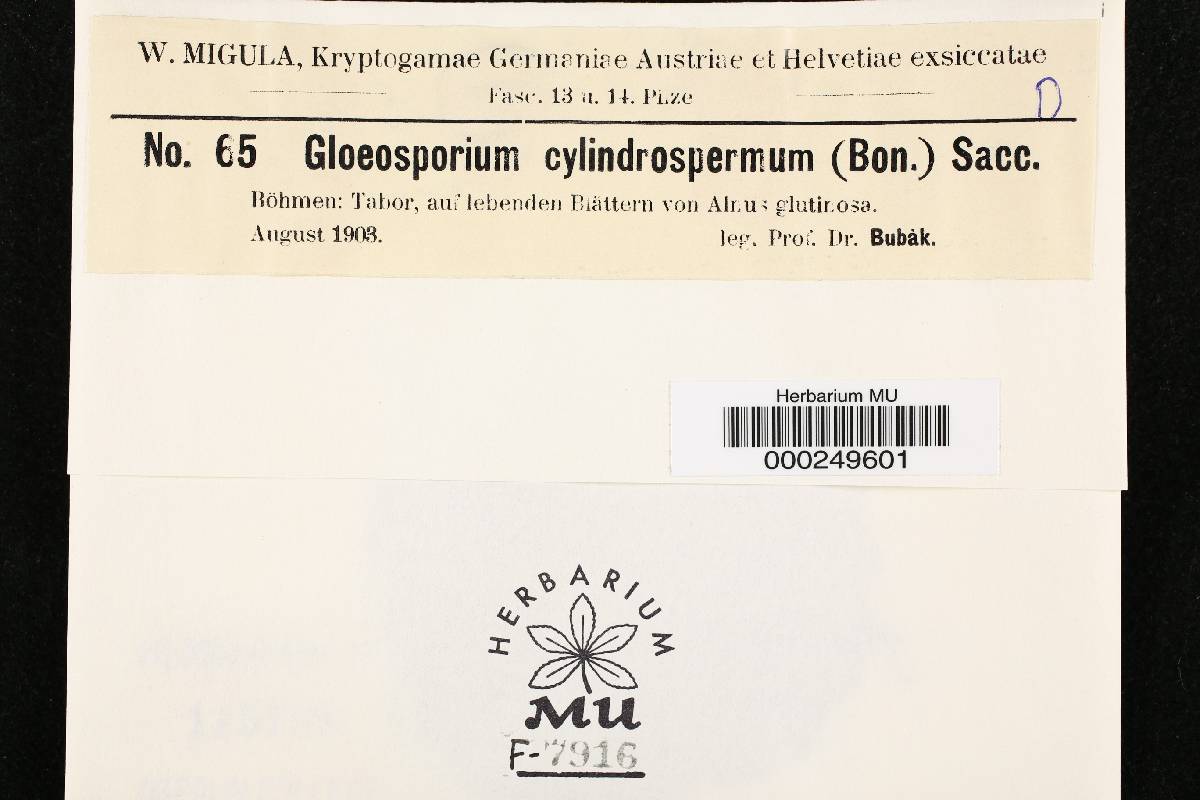 W. MIGULA, Kryptogamae Germaniae Austriae et Helvetiae exsiccatae
Fasc. 13 u. 14. Pilze
D
No. 65 Gloeosporium cylindrospermum (Bon.) Sacc.
Böhmen: Tabor, auf lebenden Blättern von Alnus glutinosa.
August 1903.
leg. Prof. Dr. Bubák.
Herbarium MU
000249601
HERBARIUM
MU
F-7916